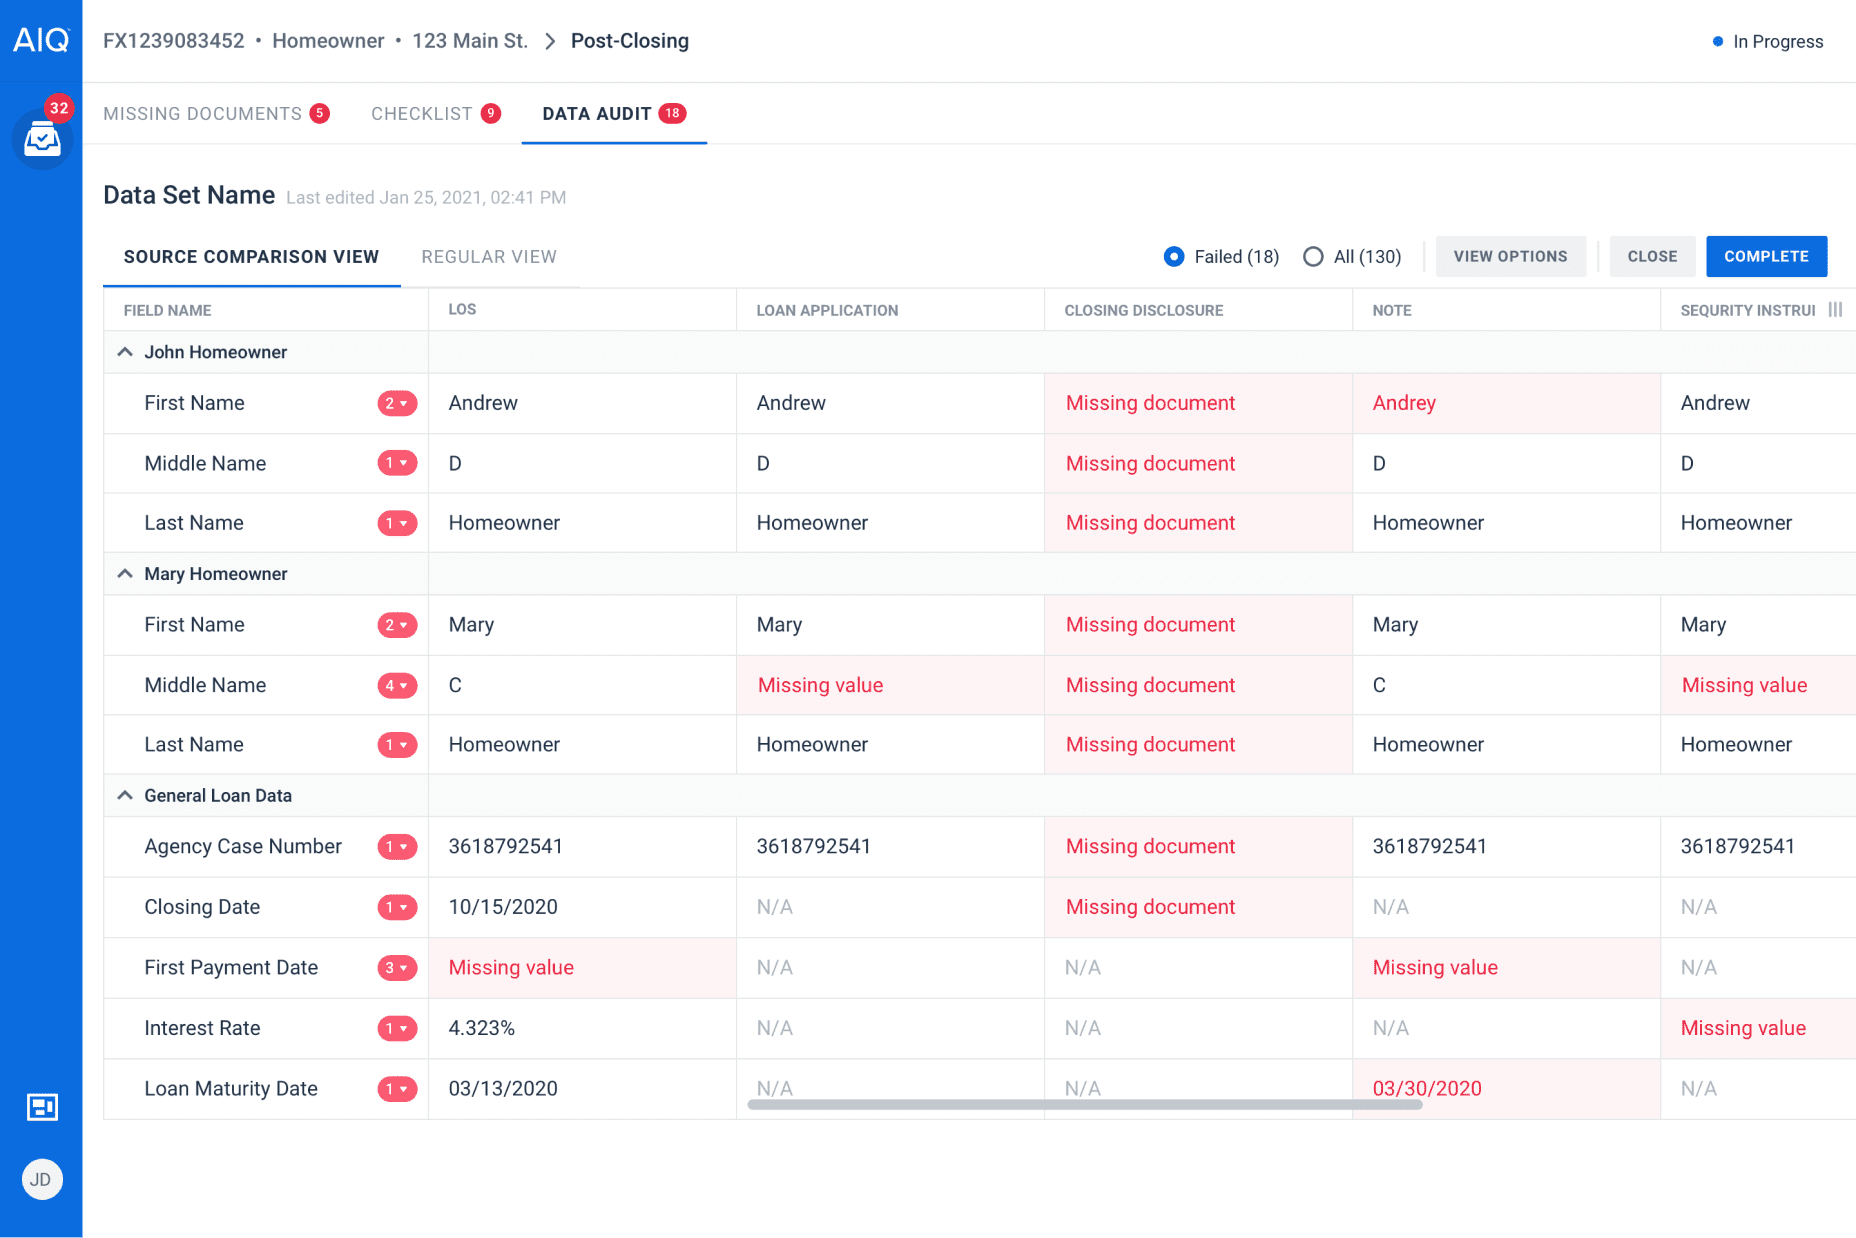 AIQ
FX1239083452 • Homeowner • 123 Main St. > Post-Closing
In Progress
32
MISSING DOCUMENTS 5 CHECKLIST 9 DATA AUDIT 18
Data Set Name Last edited Jan 25, 2021, 02:41 PM
SOURCE COMPARISON VIEW REGULAR VIEW Failed (18) All (130) VIEW OPTIONS CLOSE COMPLETE
FIELD NAME LOS LOAN APPLICATION CLOSING DISCLOSURE NOTE SEQURITY INSTRUI
John Homeowner
First Name 2 Andrew Andrew Missing document Andrey Andrew
Middle Name 1 D D Missing document D D
Last Name 1 Homeowner Homeowner Missing document Homeowner Homeowner
Mary Homeowner
First Name 2 Mary Mary Missing document Mary Mary
Middle Name 4 C Missing value Missing document C Missing value
Last Name 1 Homeowner Homeowner Missing document Homeowner Homeowner
General Loan Data
Agency Case Number 1 3618792541 3618792541 Missing document 3618792541 3618792541
Closing Date 1 10/15/2020 N/A Missing document N/A N/A
First Payment Date 3 Missing value N/A N/A Missing value N/A
Interest Rate 1 4.323% N/A N/A N/A Missing value
Loan Maturity Date 1 03/13/2020 N/A N/A 03/30/2020 N/A
JD